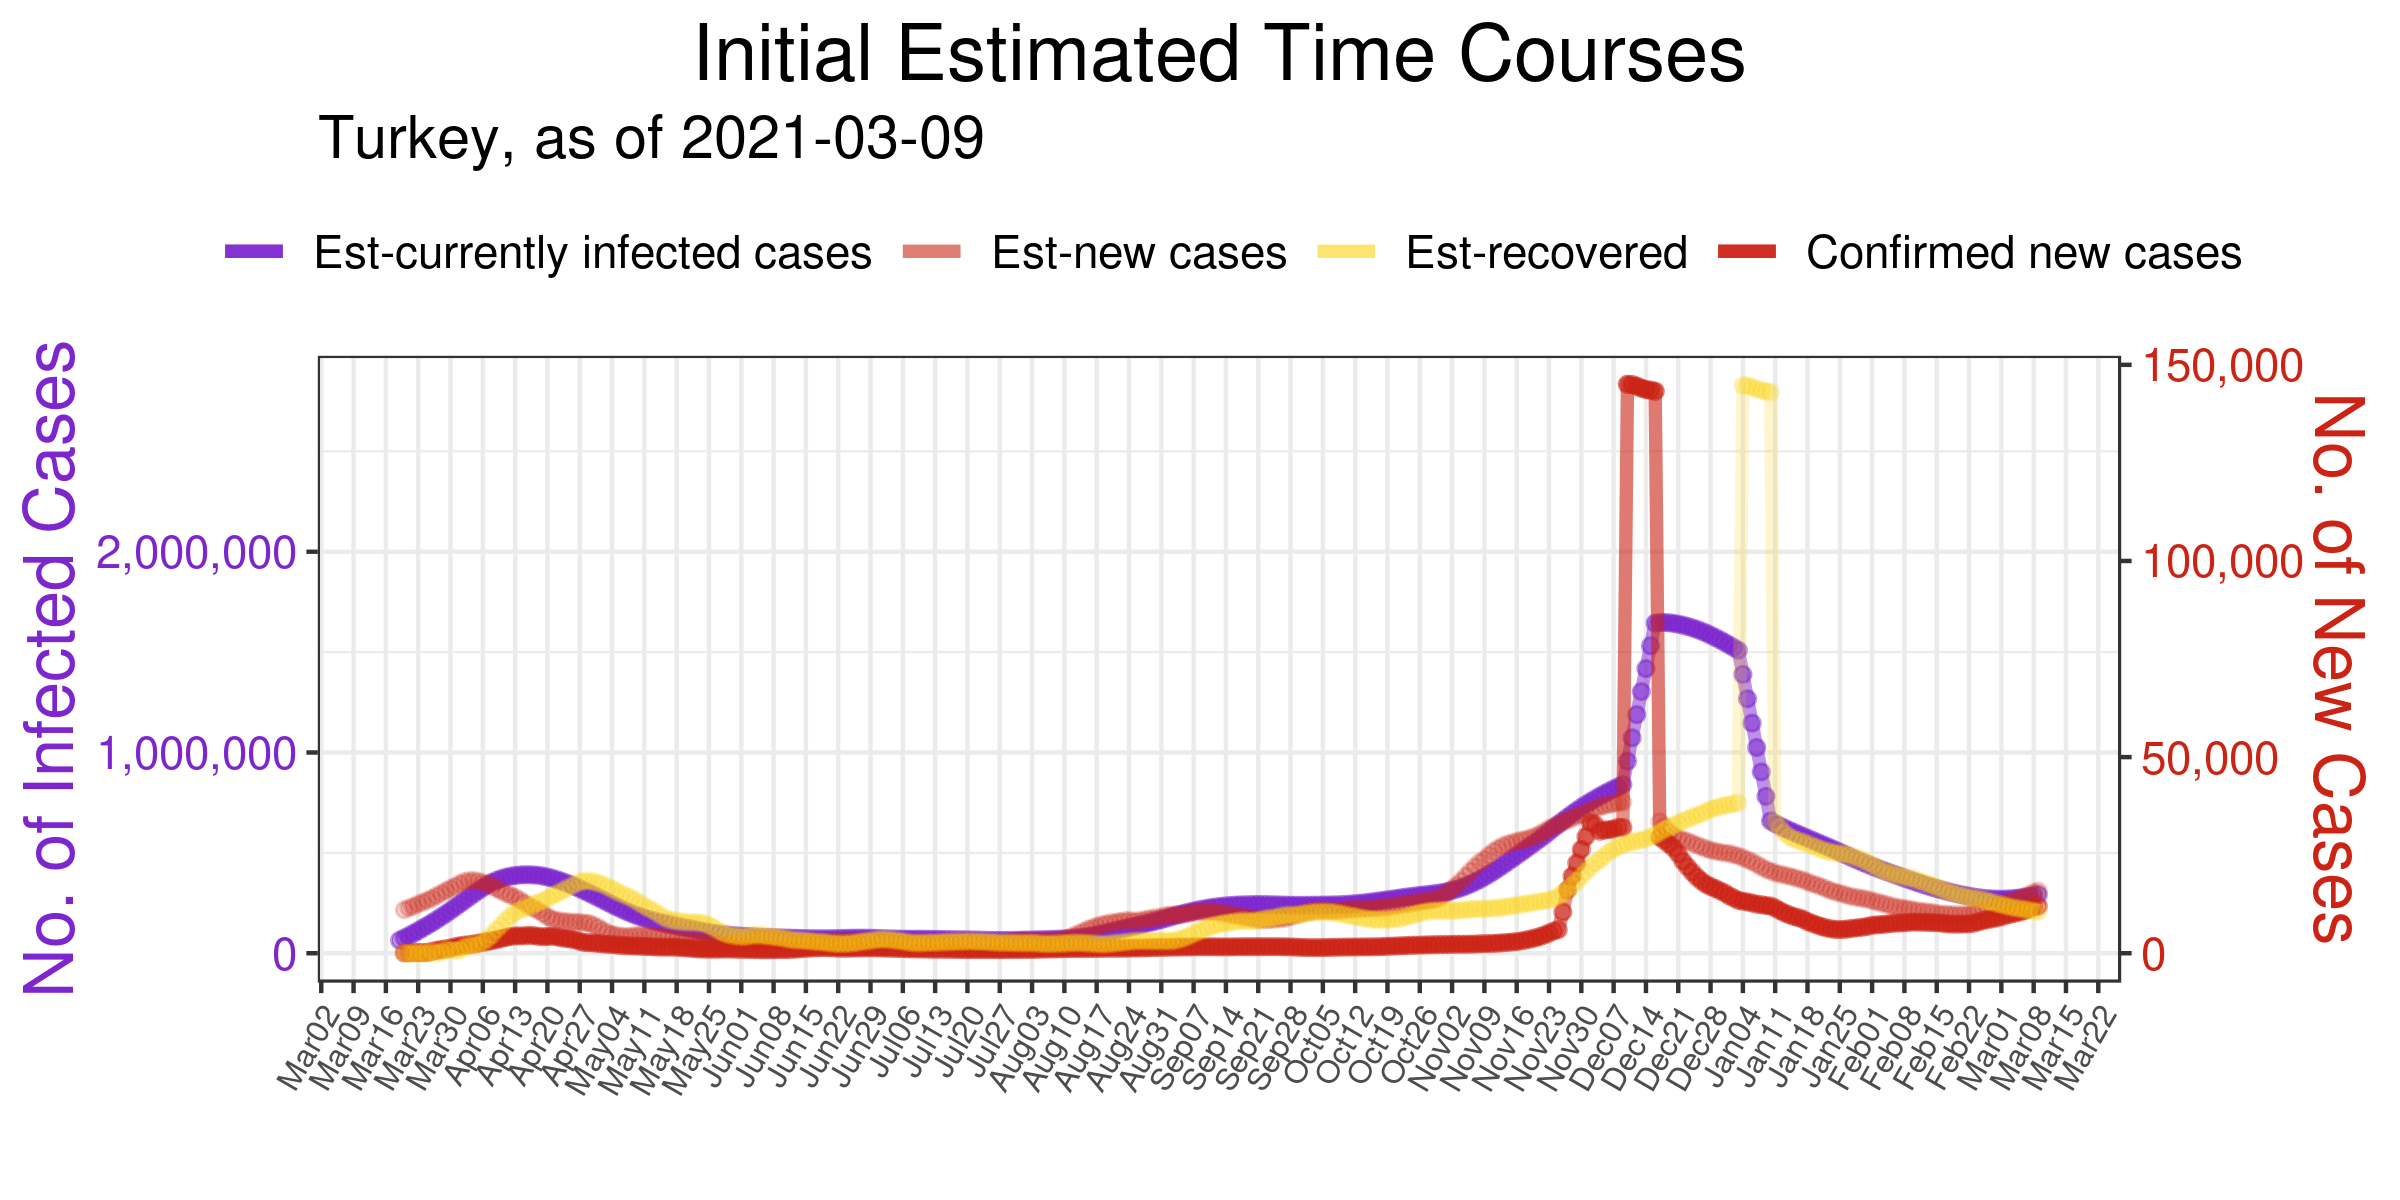 Initial Estimated Time Courses
Turkey, as of 2021-03-09
Est-currently infected cases Est-new cases Est-recovered Confirmed new cases
No. of Infected Cases
2,000,000
1,000,000
0
150,000
100,000
50,000
0
No. of New Cases
Mar02 Mar09 Mar16 Mar23 Mar30 Apr06 Apr13 Apr20 Apr27 May04 May11 May18 May25 Jun01 Jun08 Jun15 Jun22 Jun29 Jul06 Jul13 Jul20 Jul27 Aug03 Aug10 Aug17 Aug24 Aug31 Sep07 Sep14 Sep21 Sep28 Oct05 Oct12 Oct19 Oct26 Nov02 Nov09 Nov16 Nov23 Nov30 Dec07 Dec14 Dec21 Dec28 Jan04 Jan11 Jan18 Jan25 Feb01 Feb08 Feb15 Feb22 Mar01 Mar08 Mar15 Mar22